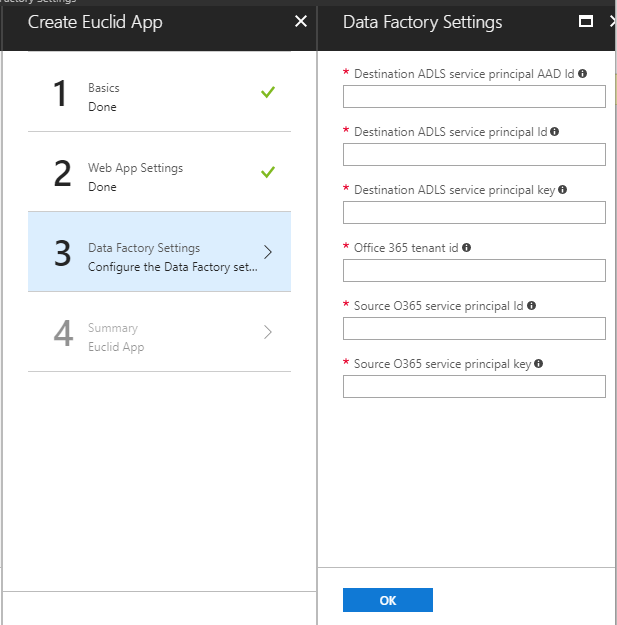 Factory Settings
Create Euclid App
1
Basics
Done
2
Web App Settings
Done
3
Data Factory Settings
Configure the Data Factory set...
4
Summary
Euclid App
Data Factory Settings
* Destination ADLS service principal AAD Id
* Destination ADLS service principal Id
* Destination ADLS service principal key
* Office 365 tenant id
* Source O365 service principal Id
* Source O365 service principal key
OK